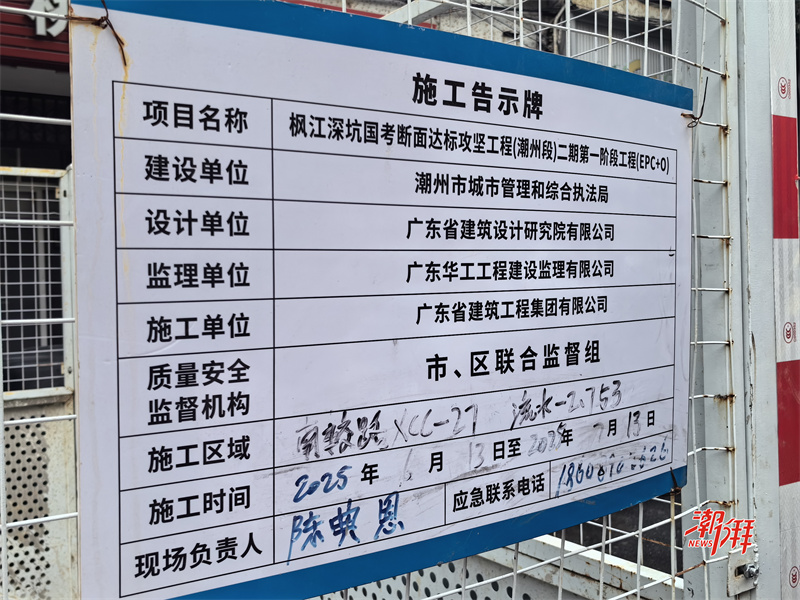 施工告示牌
项目名称 枫江深坑国考断面达标攻坚工程(潮州段)二期第一阶段工程(EPC+O)
建设单位 潮州市城市管理和综合执法局
设计单位 广东省建筑设计研究院有限公司
监理单位 广东华工工程建设监理有限公司
施工单位 广东省建筑工程集团有限公司
质量安全
监督机构 市、区联合监督组
施工区域 XCC-27
施工时间 2025 年 6 月 13 日至 2025 年 7 月 13 日
现场负责人 陈典恩 应急联系电话
潮湃
NEWS